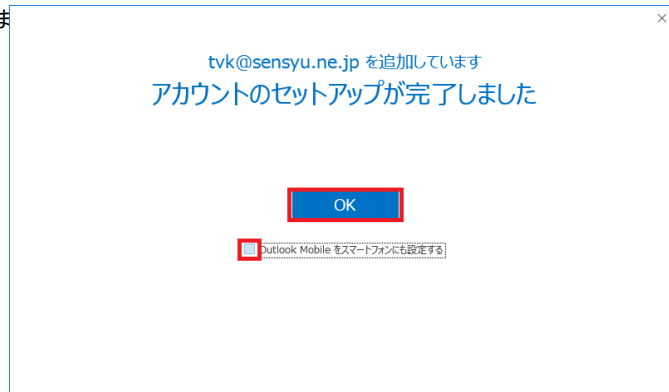 ま
tvk@sensyu.ne.jp を追加しています
アカウントのセットアップが完了しました
OK
Outlook Mobile をスマートフォンにも設定する